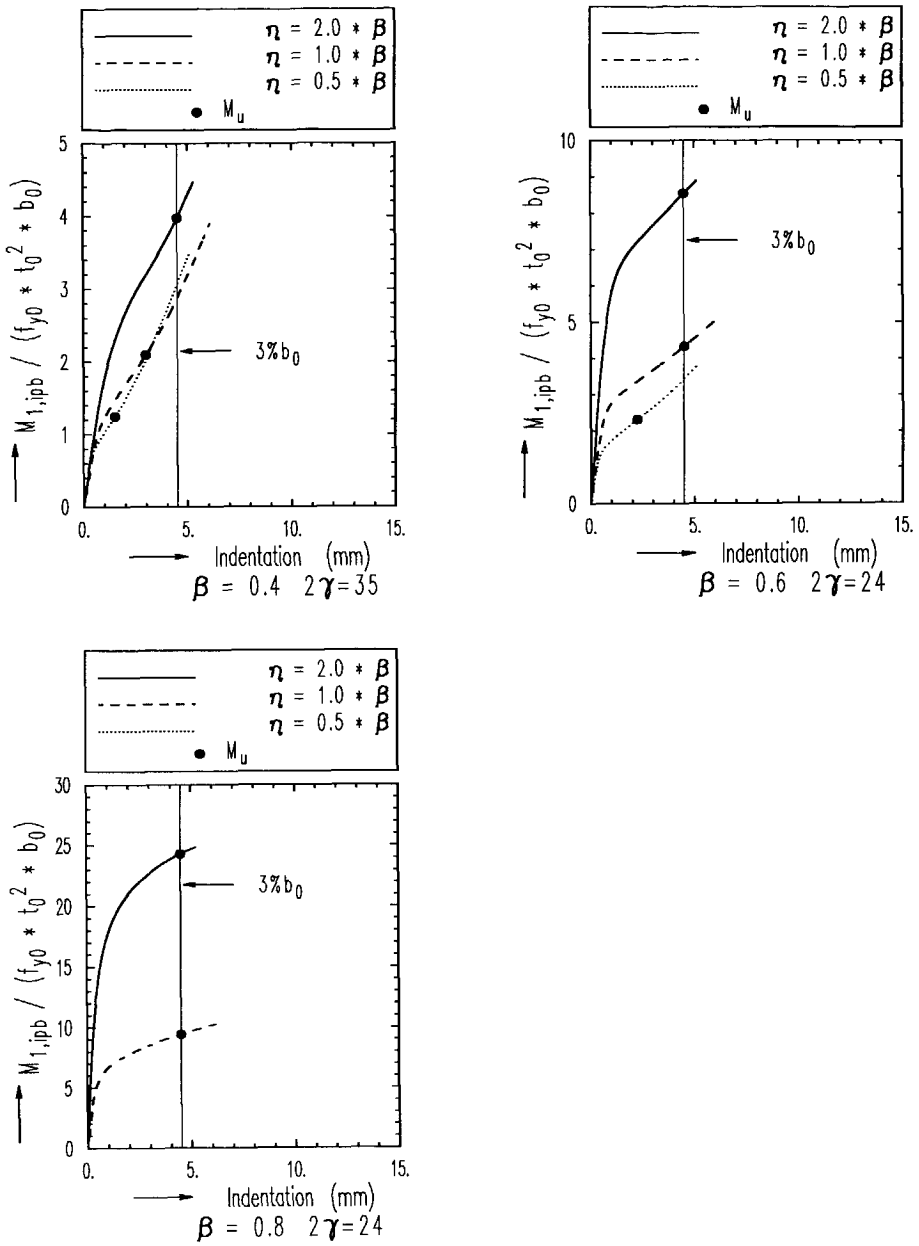 η = 2.0 * β
η = 1.0 * β
η = 0.5 * β
● M_u
5
4
3
2
1
0
M_1,ipb / (f_y0 * t_0^2 * b_0)
3%b_0
0. 5. 10. 15.
Indentation (mm)
β = 0.4 2γ=35
η = 2.0 * β
η = 1.0 * β
η = 0.5 * β
● M_u
10
5
0
M_1,ipb / (f_y0 * t_0^2 * b_0)
3%b_0
0. 5. 10. 15.
Indentation (mm)
β = 0.6 2γ=24
η = 2.0 * β
η = 1.0 * β
η = 0.5 * β
● M_u
30
25
20
15
10
5
0
M_1,ipb / (f_y0 * t_0^2 * b_0)
3%b_0
0. 5. 10. 15.
Indentation (mm)
β = 0.8 2γ=24